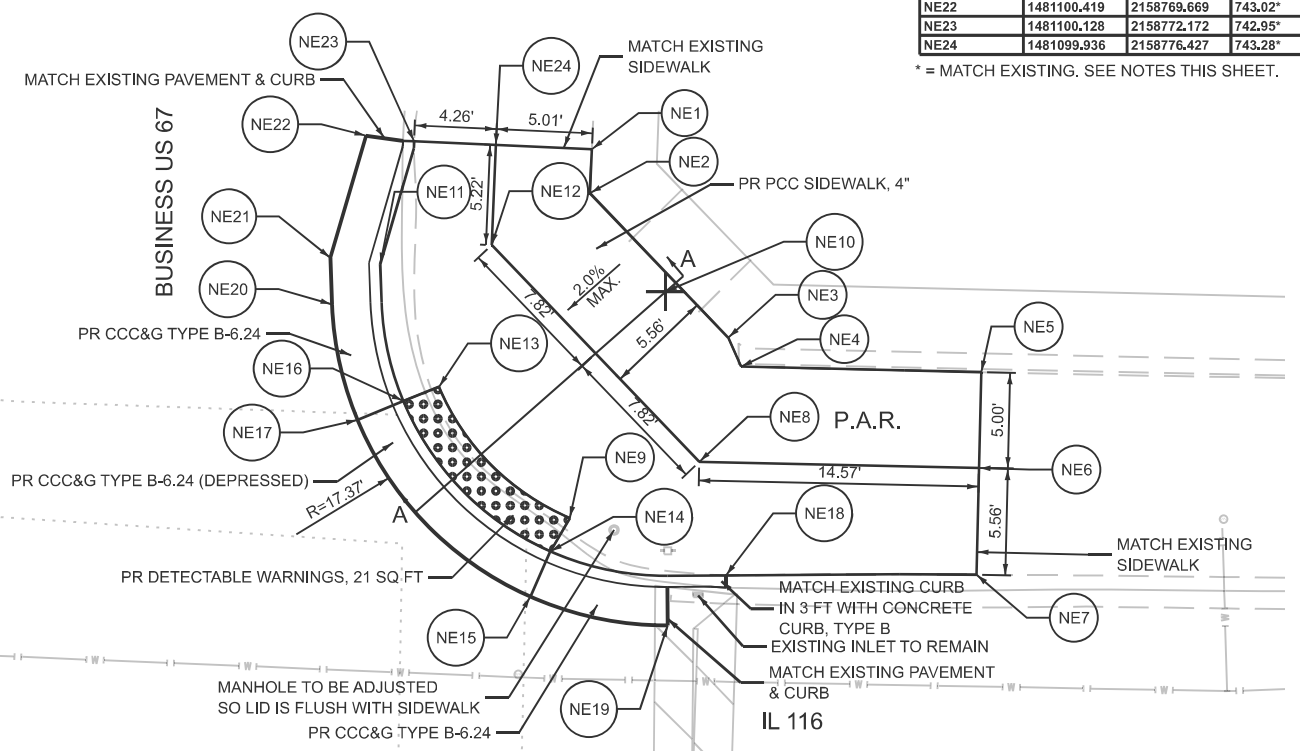 NE22 1481100.419 2158769.669 743.02*
NE23 1481100.128 2158772.172 742.95*
NE24 1481099.936 2158776.427 743.28*
* = MATCH EXISTING. SEE NOTES THIS SHEET.
NE23
NE24
MATCH EXISTING
SIDEWALK
MATCH EXISTING PAVEMENT & CURB
BUSINESS US 67
NE22
4.26'
5.01'
NE1
NE2
5.22'
NE11
NE12
PR PCC SIDEWALK, 4"
NE21
NE10
A
NE20
2.0%
MAX.
7.82'
NE3
PR CCC&G TYPE B-6.24
NE13
5.56'
NE4
NE5
NE16
7.82'
NE17
NE8
P.A.R.
5.00'
NE9
NE6
14.57'
PR CCC&G TYPE B-6.24 (DEPRESSED)
R=17.37'
A
NE14
NE18
5.56'
PR DETECTABLE WARNINGS, 21 SQ FT
MATCH EXISTING
SIDEWALK
MATCH EXISTING CURB
IN 3 FT WITH CONCRETE
CURB, TYPE B
NE7
NE15
EXISTING INLET TO REMAIN
MATCH EXISTING PAVEMENT
& CURB
MANHOLE TO BE ADJUSTED
SO LID IS FLUSH WITH SIDEWALK
NE19
IL 116
PR CCC&G TYPE B-6.24
W
W
W
W
W
W
W
W
W